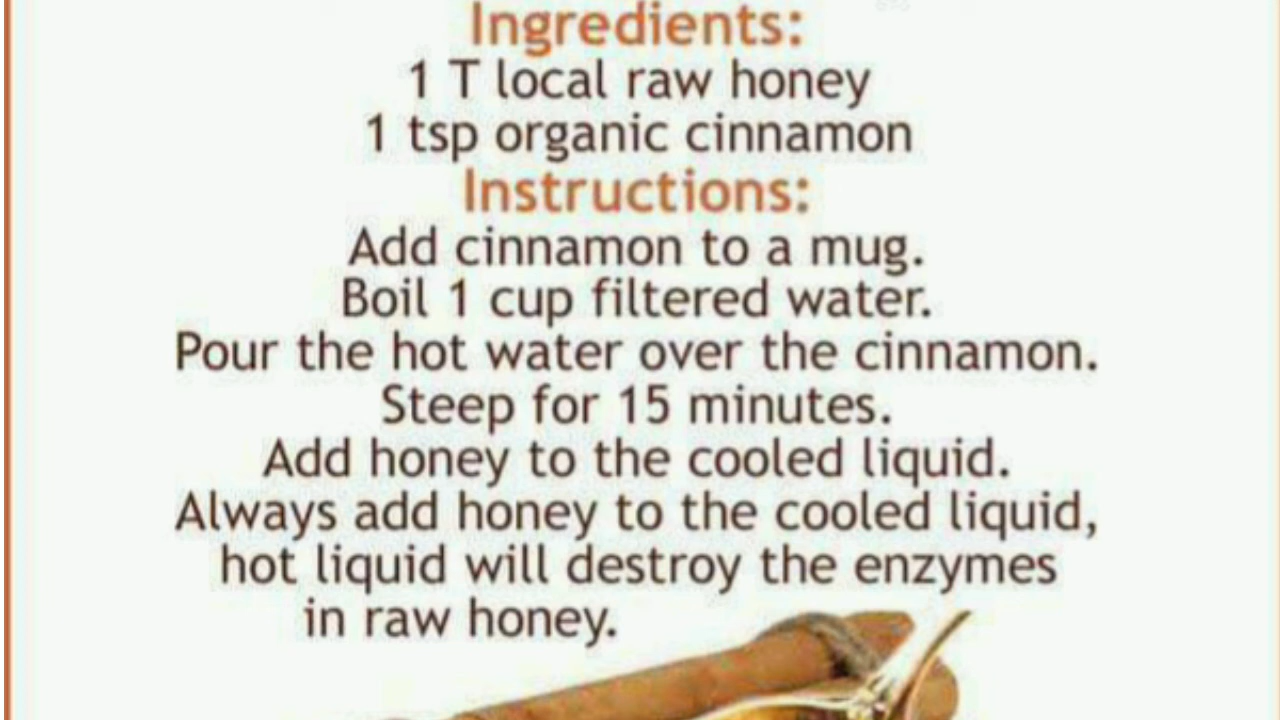 Ingredients:
1 T local raw honey
1 tsp organic cinnamon
Instructions:
Add cinnamon to a mug.
Boil 1 cup filtered water.
Pour the hot water over the cinnamon.
Steep for 15 minutes.
Add honey to the cooled liquid.
Always add honey to the cooled liquid,
hot liquid will destroy the enzymes
in raw honey.